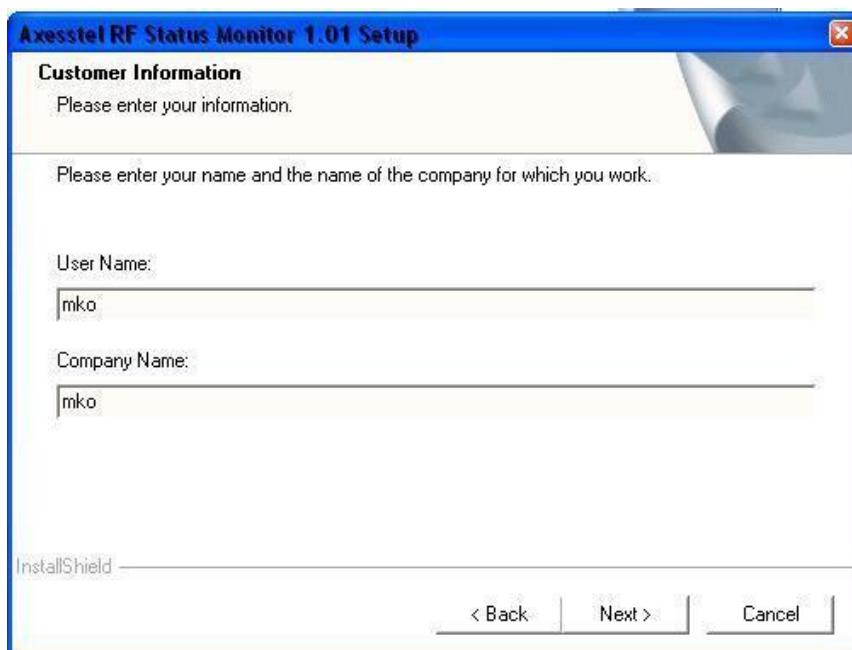 Axesstel RF Status Monitor 1.01 Setup
Customer Information
Please enter your information.
Please enter your name and the name of the company for which you work.
User Name:
mko
Company Name:
mko
InstallShield
< Back Next > Cancel